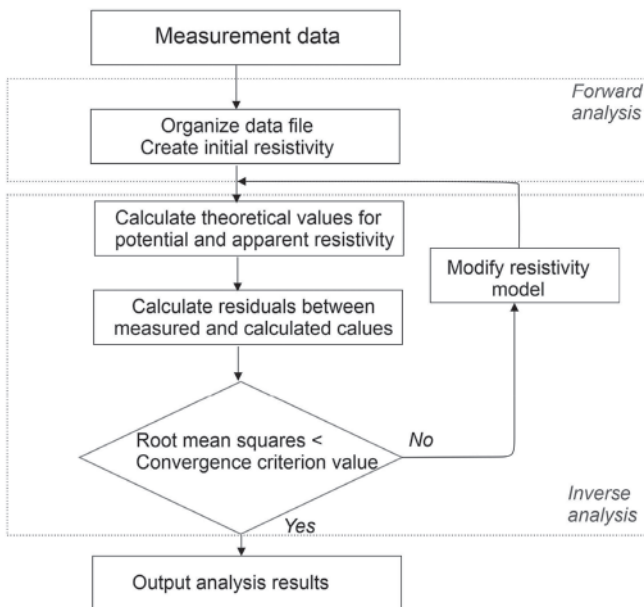 Measurement data
Forward
analysis
Organize data file
Create initial resistivity
Calculate theoretical values for
potential and apparent resistivity
Modify resistivity
model
Calculate residuals between
measured and calculated calues
Root mean squares <
Convergence criterion value
No
Yes
Inverse
analysis
Output analysis results